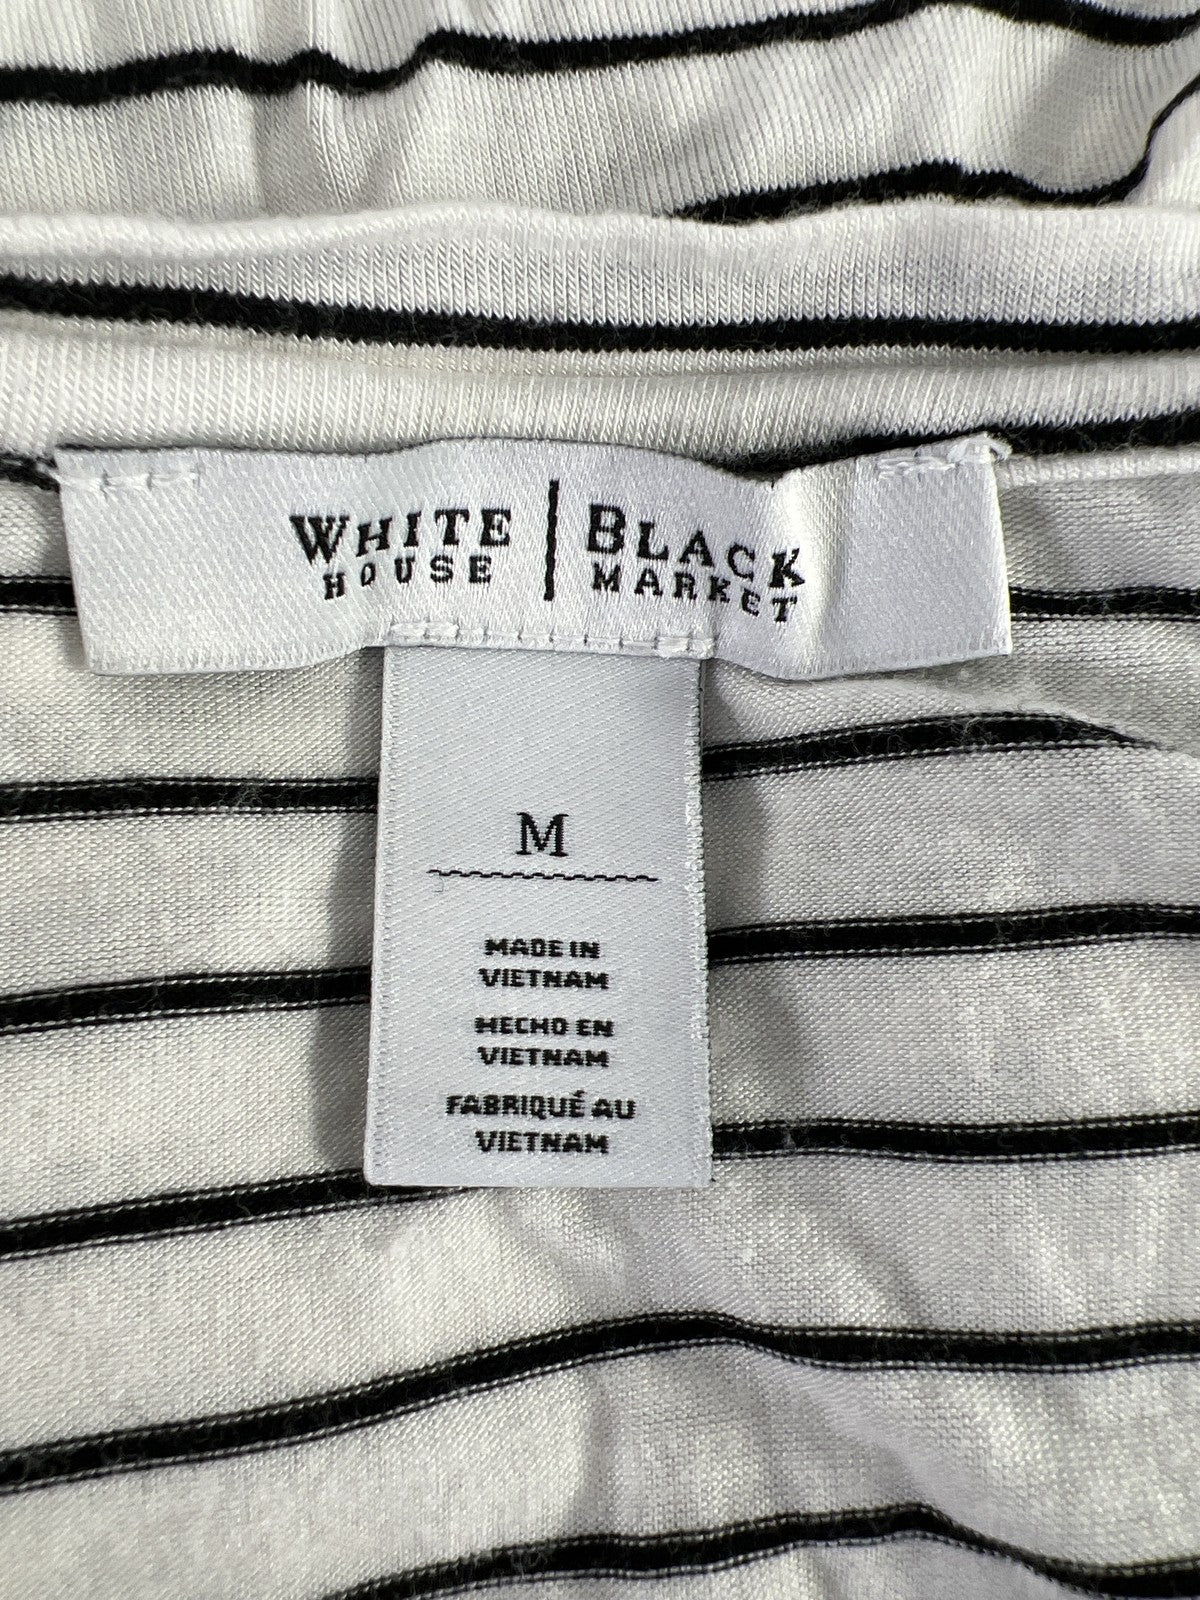 WHITE | BLACK
HOUSE | MARKET
M
MADE IN
VIETNAM
HECHO EN
VIETNAM
FABRIQUÉ AU
VIETNAM